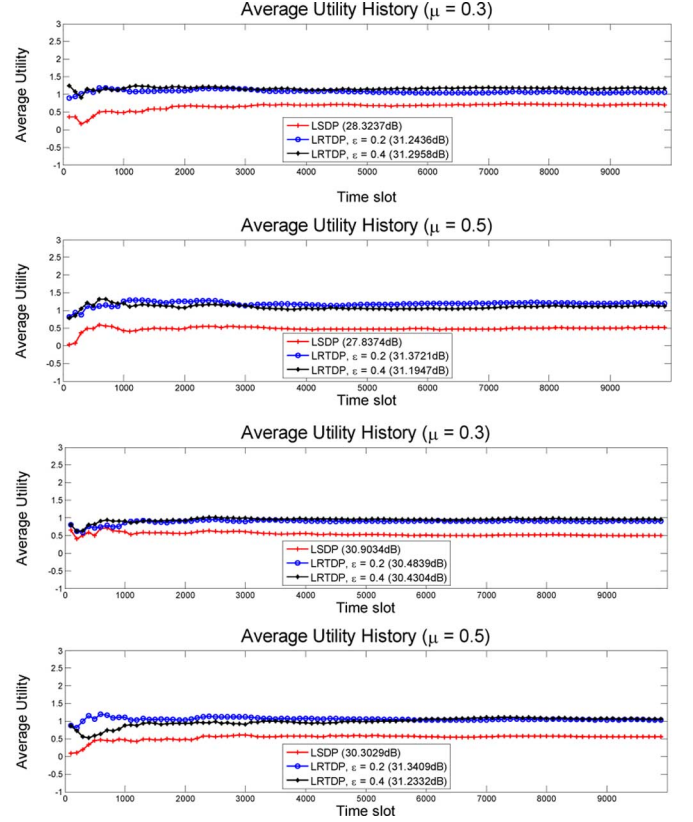 Average Utility History (μ = 0.3)
Average Utility
3
2.5
2
1.5
1
0.5
0
-0.5
-1
LSDP (28.3237dB)
LRTDP, ε = 0.2 (31.2436dB)
LRTDP, ε = 0.4 (31.2958dB)
0 1000 2000 3000 4000 5000 6000 7000 8000 9000
Time slot
Average Utility History (μ = 0.5)
Average Utility
3
2.5
2
1.5
1
0.5
0
-0.5
-1
LSDP (27.8374dB)
LRTDP, ε = 0.2 (31.3721dB)
LRTDP, ε = 0.4 (31.1947dB)
0 1000 2000 3000 4000 5000 6000 7000 8000 9000
Time slot
Average Utility History (μ = 0.3)
Average Utility
3
2.5
2
1.5
1
0.5
0
-0.5
-1
LSDP (30.9034dB)
LRTDP, ε = 0.2 (30.4839dB)
LRTDP, ε = 0.4 (30.4304dB)
0 1000 2000 3000 4000 5000 6000 7000 8000 9000
Time slot
Average Utility History (μ = 0.5)
Average Utility
3
2.5
2
1.5
1
0.5
0
-0.5
-1
LSDP (30.3029dB)
LRTDP, ε = 0.2 (31.3409dB)
LRTDP, ε = 0.4 (31.2332dB)
0 1000 2000 3000 4000 5000 6000 7000 8000 9000
Time slot